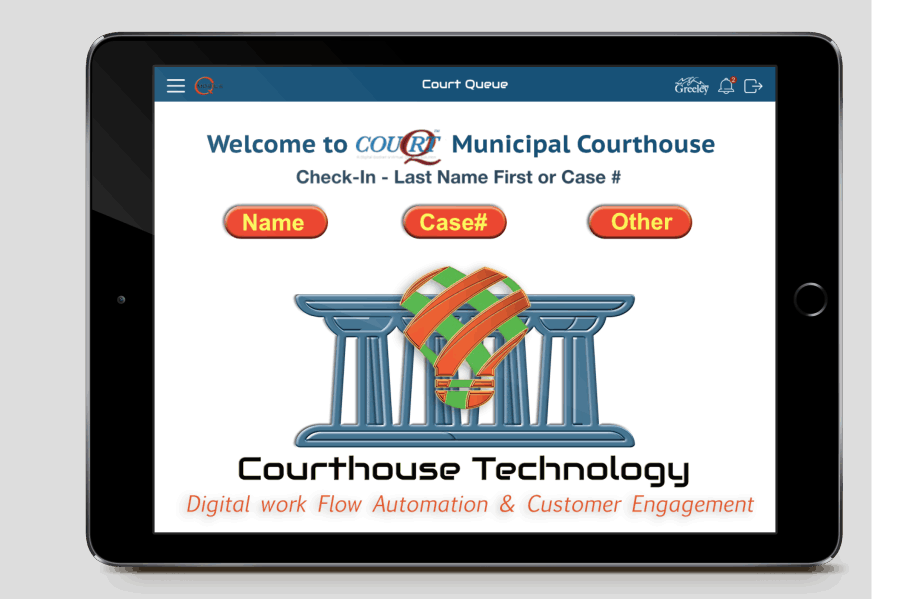 Court Queue
Greeley
2
Welcome to COURT Municipal Courthouse
Check-In - Last Name First or Case #
Name Case# Other
Courthouse Technology
Digital work Flow Automation & Customer Engagement